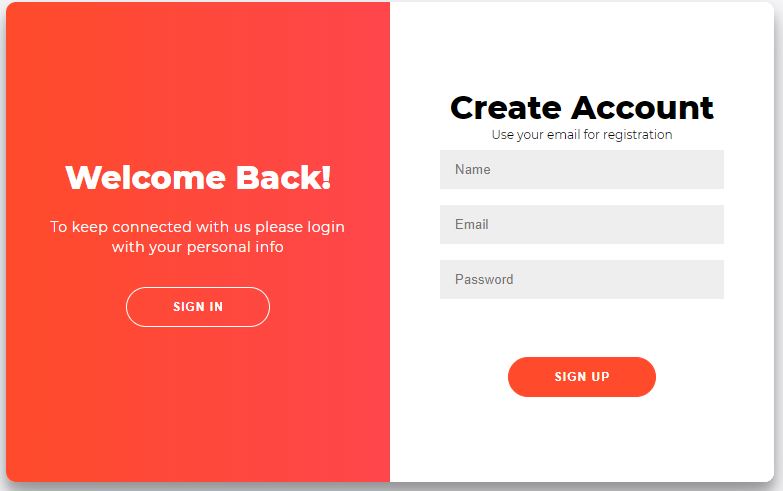 Welcome Back!
To keep connected with us please login
with your personal info
SIGN IN
Create Account
Use your email for registration
Name
Email
Password
SIGN UP